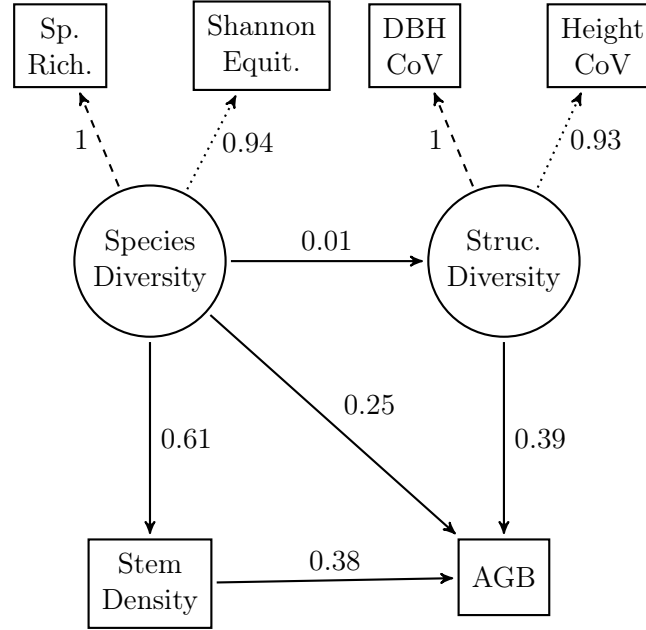 Sp.
Rich.
Shannon
Equit.
DBH
CoV
Height
CoV
1
0.94
1
0.93
Species
Diversity
0.01
Struc.
Diversity
0.61
0.25
0.39
Stem
Density
0.38
AGB